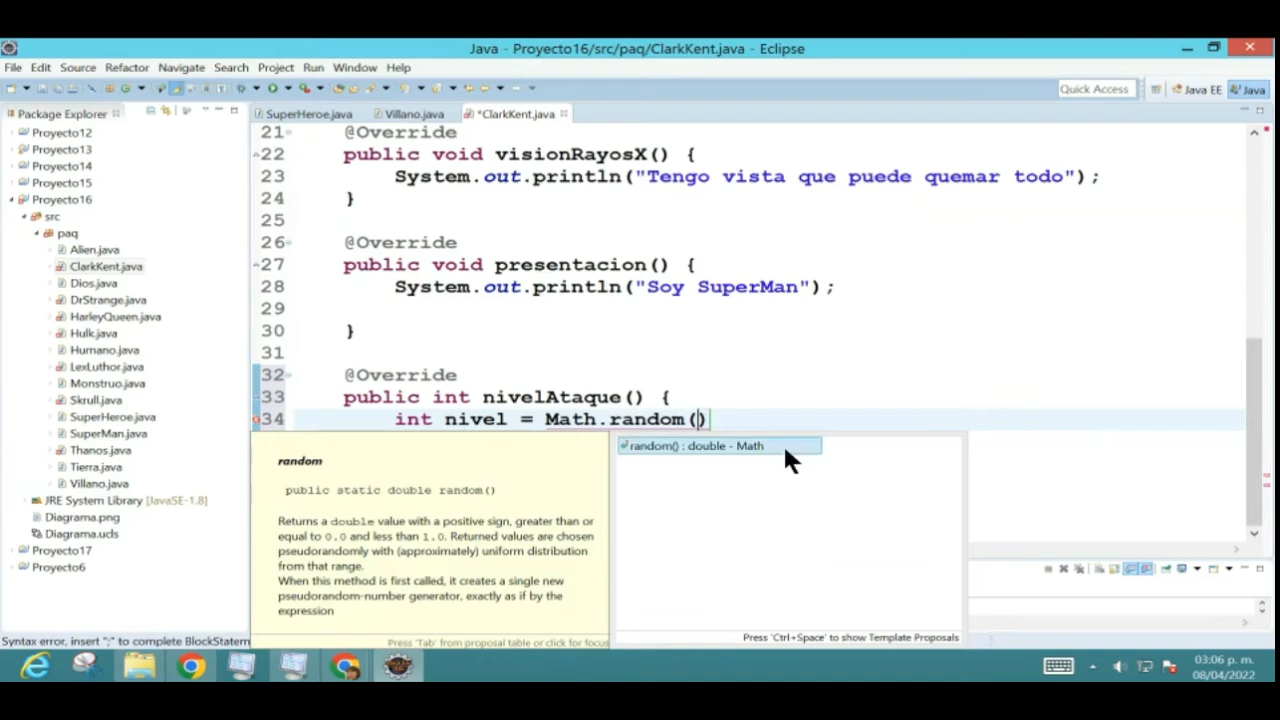 Java - Proyecto16/src/paq/ClarkKent.java - Eclipse
File Edit Source Refactor Navigate Search Project Run Window Help
Quick Access
Java EE
Java
Package Explorer
SuperHeroe.java
Villano.java
*ClarkKent.java
Proyecto12
Proyecto13
Proyecto14
Proyecto15
Proyecto16
src
paq
Alien.java
ClarkKent.java
Dios.java
DrStrange.java
HarleyQueen.java
Hulk.java
Humano.java
LexLuthor.java
Monstruo.java
Skrull.java
SuperHeroe.java
SuperMan.java
Thanos.java
Tierra.java
Villano.java
JRE System Library [JavaSE-1.8]
Diagrama.png
Diagrama.ucls
Proyecto17
Proyecto6
21 @Override
22 public void visionRayosX() {
23 System.out.println("Tengo vista que puede quemar todo");
24 }
25
26 @Override
27 public void presentacion() {
28 System.out.println("Soy SuperMan");
29
30 }
31
32 @Override
33 public int nivelAtaque() {
34 int nivel = Math.random()
random
public static double random()
Returns a double value with a positive sign, greater than or
equal to 0.0 and less than 1.0. Returned values are chosen
pseudorandomly with (approximately) uniform distribution
from that range.
When this method is first called, it creates a single new
pseudorandom-number generator, exactly as if by the
expression
Press 'Tab' from proposal table or click for focus
random() : double - Math
Press 'Ctrl+Space' to show Template Proposals
Syntax error, insert ";" to complete BlockStatem
03:06 p. m.
08/04/2022